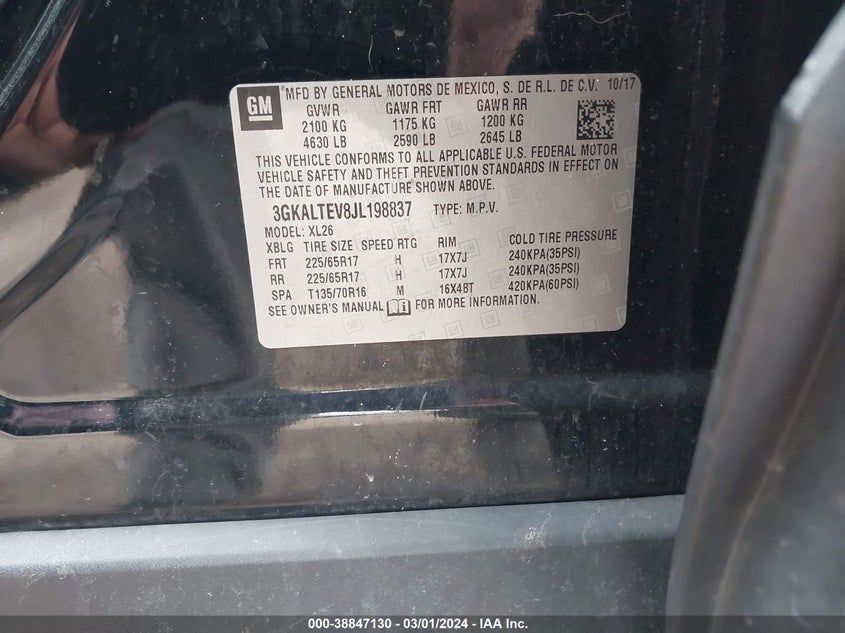 GM ® MFD BY GENERAL MOTORS DE MEXICO, S. DE R.L. DE C.V. 10/17
GVWR GAWR FRT GAWR RR
2100 KG 1175 KG 1200 KG
4630 LB 2590 LB 2645 LB
THIS VEHICLE CONFORMS TO ALL APPLICABLE U.S. FEDERAL MOTOR
VEHICLE SAFETY AND THEFT PREVENTION STANDARDS IN EFFECT ON
THE DATE OF MANUFACTURE SHOWN ABOVE.
3GKALTEV8JL198837 TYPE: M.P.V.
MODEL: XL26
XBLG TIRE SIZE SPEED RTG RIM COLD TIRE PRESSURE
FRT 225/65R17 H 17X7J 240KPA(35PSI)
RR 225/65R17 H 17X7J 240KPA(35PSI)
SPA T135/70R16 M 16X4BT 420KPA(60PSI)
SEE OWNER'S MANUAL FOR MORE INFORMATION.
000-38847130 - 03/01/2024 - IAA Inc.